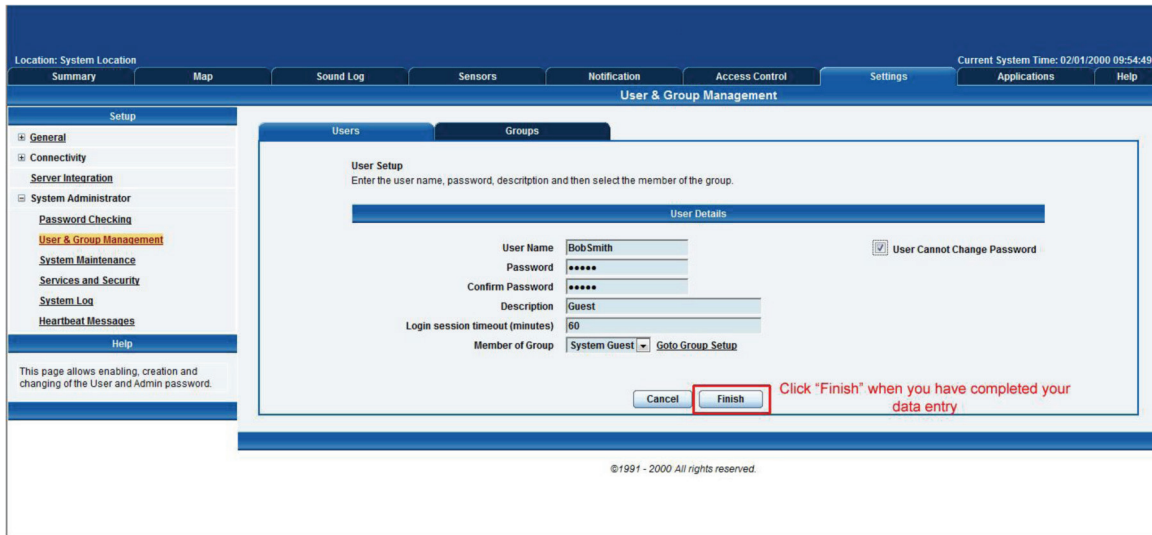 Location: System Location
Current System Time: 02/01/2000 09:54:49
Summary Map Sound Log Sensors Notification Access Control Settings Applications Help
User & Group Management
Setup
General
Connectivity
Server Integration
System Administrator
Password Checking
User & Group Management
System Maintenance
Services and Security
System Log
Heartbeat Messages
Help
This page allows enabling, creation and
changing of the User and Admin password.
Users Groups
User Setup
Enter the user name, password, descritption and then select the member of the group.
User Details
User Name BobSmith
User Cannot Change Password
Password •••••
Confirm Password •••••
Description Guest
Login session timeout (minutes) 60
Member of Group System Guest Goto Group Setup
Cancel Finish
Click “Finish” when you have completed your
data entry
©1991 - 2000 All rights reserved.